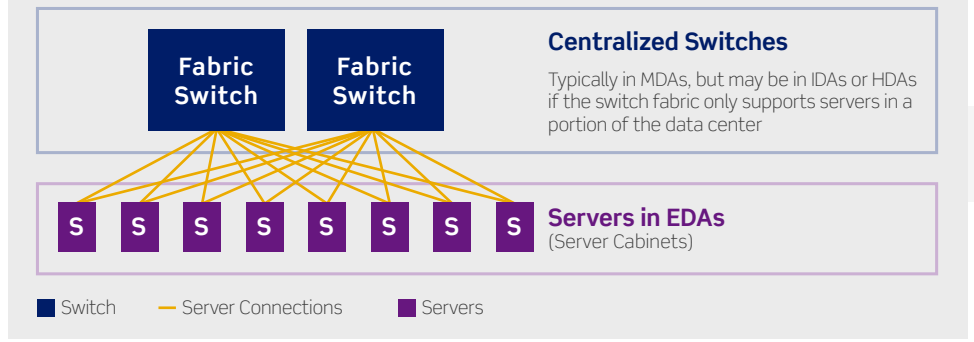 Fabric
Switch
Fabric
Switch
Centralized Switches
Typically in MDAs, but may be in IDAs or HDAs
if the switch fabric only supports servers in a
portion of the data center
S S S S S S S S
Servers in EDAs
(Server Cabinets)
Switch
Server Connections
Servers